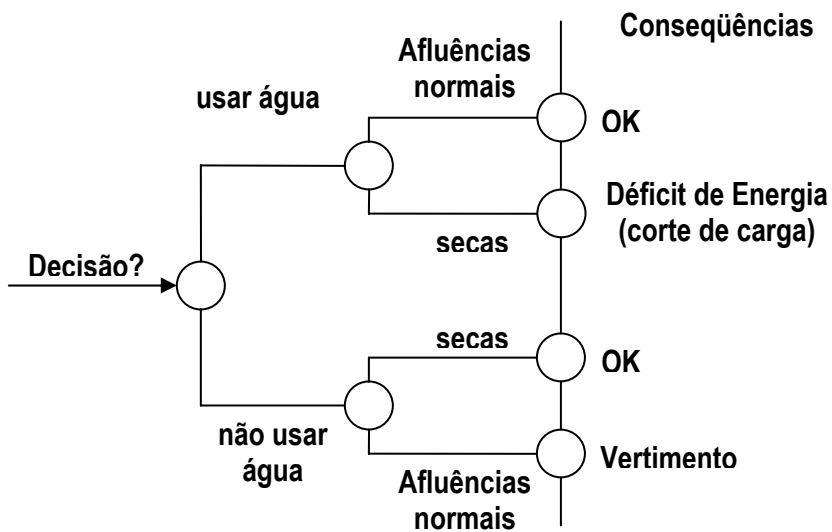 Conseqüências
Afluências
normais
usar água
OK
Déficit de Energia
(corte de carga)
secas
Decisão?
secas
OK
não usar
água
Vertimento
Afluências
normais